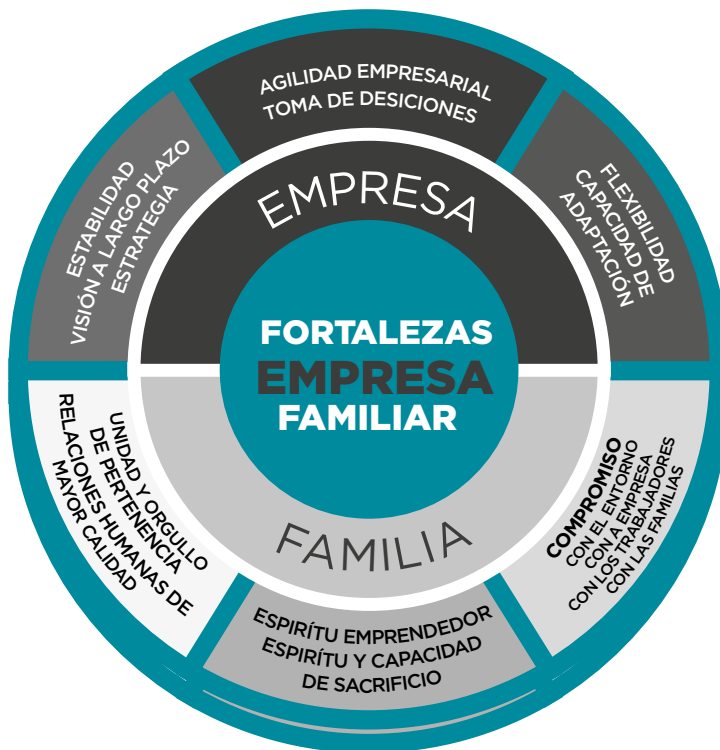 AGILIDAD EMPRESARIAL
TOMA DE DESICIONES
FLEXIBILIDAD
CAPACIDAD DE
ADAPTACIÓN
ESTABILIDAD
VISIÓN A LARGO PLAZO
ESTRATEGIA
EMPRESA
FORTALEZAS
EMPRESA
FAMILIAR
FAMILIA
UNIDAD Y ORGULLO
DE PERTENENCIA
RELACIONES HUMANAS DE
MAYOR CALIDAD
COMPROMISO
CON EL ENTORNO
CON A EMPRESA
CON LOS TRABAJADORES
CON LAS FAMILIAS
ESPIRÍTU EMPRENDEDOR
ESPIRÍTU Y CAPACIDAD
DE SACRIFICIO